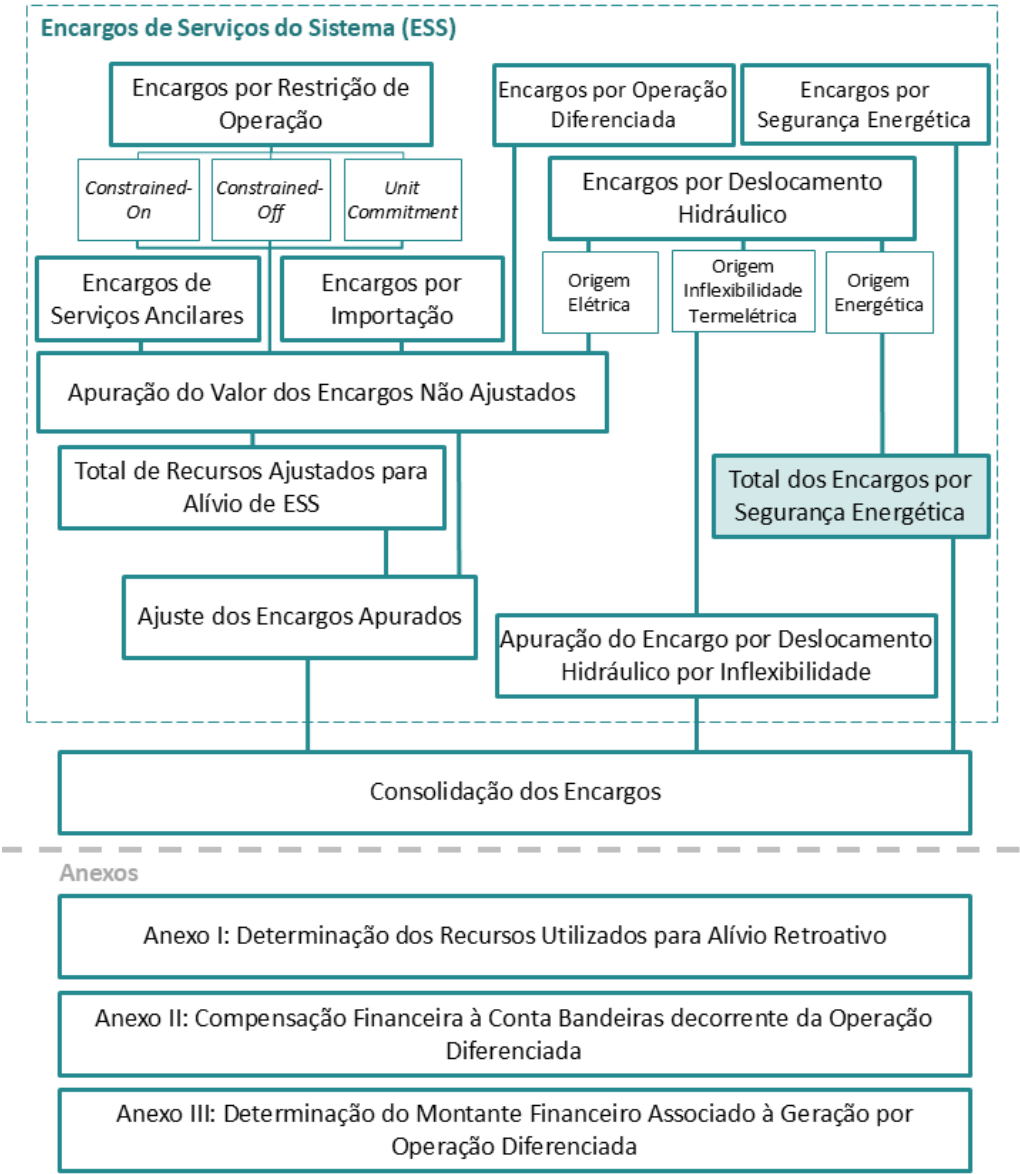 Encargos de Serviços do Sistema (ESS)
Encargos por Restrição de
Operação
Encargos por Operação
Diferenciada
Encargos por
Segurança Energética
Constrained-
On
Constrained-
Off
Unit
Commitment
Encargos por Deslocamento
Hidráulico
Encargos de
Serviços Ancilares
Encargos por
Importação
Origem
Elétrica
Origem
Inflexibilidade
Termelétrica
Origem
Energética
Apuração do Valor dos Encargos Não Ajustados
Total de Recursos Ajustados para
Alívio de ESS
Total dos Encargos por
Segurança Energética
Ajuste dos Encargos Apurados
Apuração do Encargo por Deslocamento
Hidráulico por Inflexibilidade
Consolidação dos Encargos
Anexos
Anexo I: Determinação dos Recursos Utilizados para Alívio Retroativo
Anexo II: Compensação Financeira à Conta Bandeiras decorrente da Operação
Diferenciada
Anexo III: Determinação do Montante Financeiro Associado à Geração por
Operação Diferenciada